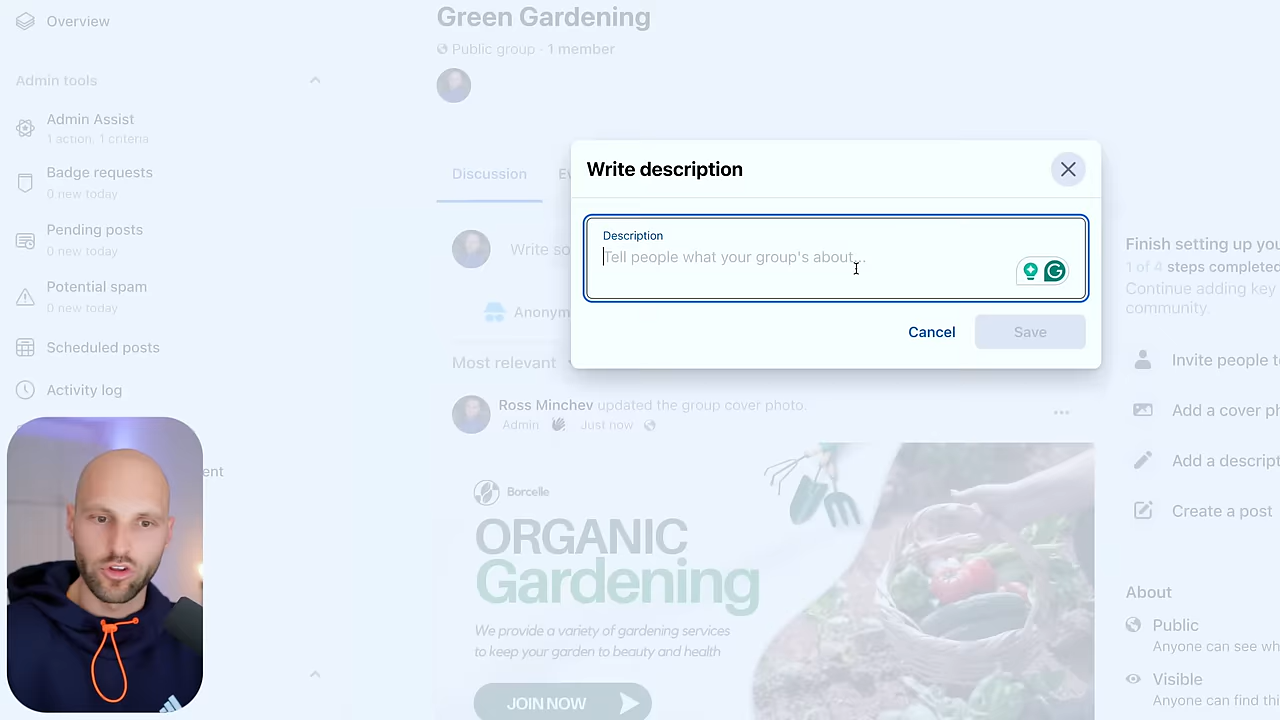 Overview
Admin tools
Admin Assist
1 action, 1 criteria
Badge requests
0 new today
Pending posts
0 new today
Potential spam
0 new today
Scheduled posts
Activity log
ent
Green Gardening
Public group · 1 member
Discussion
Write so
Anonym
Most relevant
Ross Minchev updated the group cover photo.
Admin
Just now
Borcelle
ORGANIC
Gardening
We provide a variety of gardening services
to keep your garden to beauty and health
JOIN NOW
Write description
Description
Tell people what your group's about...
Cancel
Save
Finish setting up you
1 of 4 steps completed
Continue adding key
community.
Invite people t
Add a cover ph
Add a descript
Create a post
About
Public
Anyone can see wh
Visible
Anyone can find thi